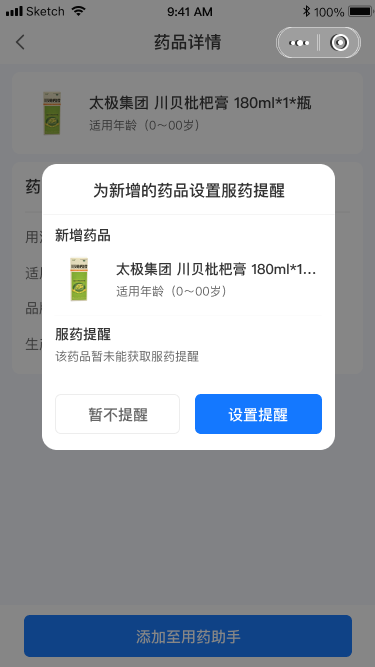 Sketch 9:41 AM 100%
药品详情
太极集团 川贝枇杷膏 180ml*1*瓶
适用年龄（0～00岁）
药
为新增的药品设置服药提醒
用
新增药品
太极集团 川贝枇杷膏 180ml*1...
适
适用年龄（0～00岁）
品
服药提醒
生
该药品暂未能获取服药提醒
暂不提醒 设置提醒
添加至用药助手